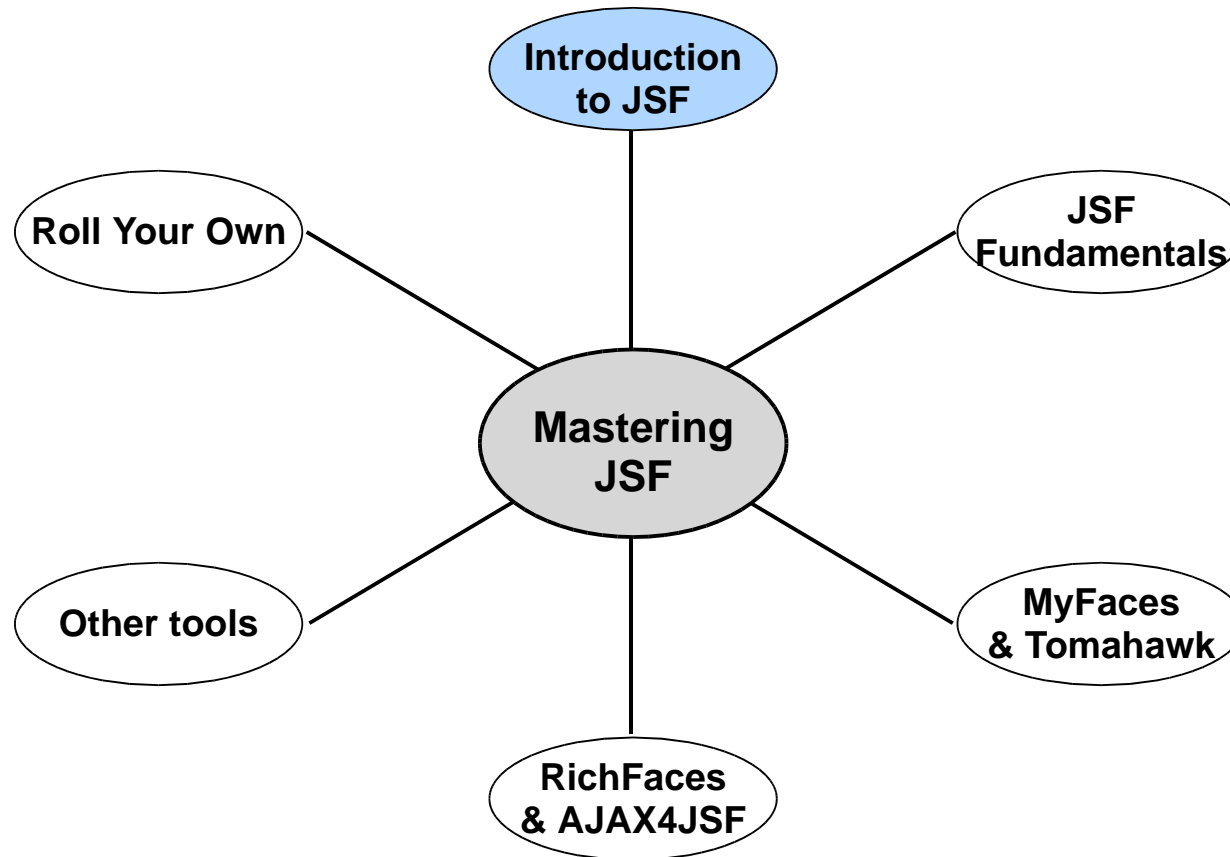 Introduction
to JSF
Roll Your Own
JSF
Fundamentals
Mastering
JSF
Other tools
MyFaces
& Tomahawk
RichFaces
& AJAX4JSF